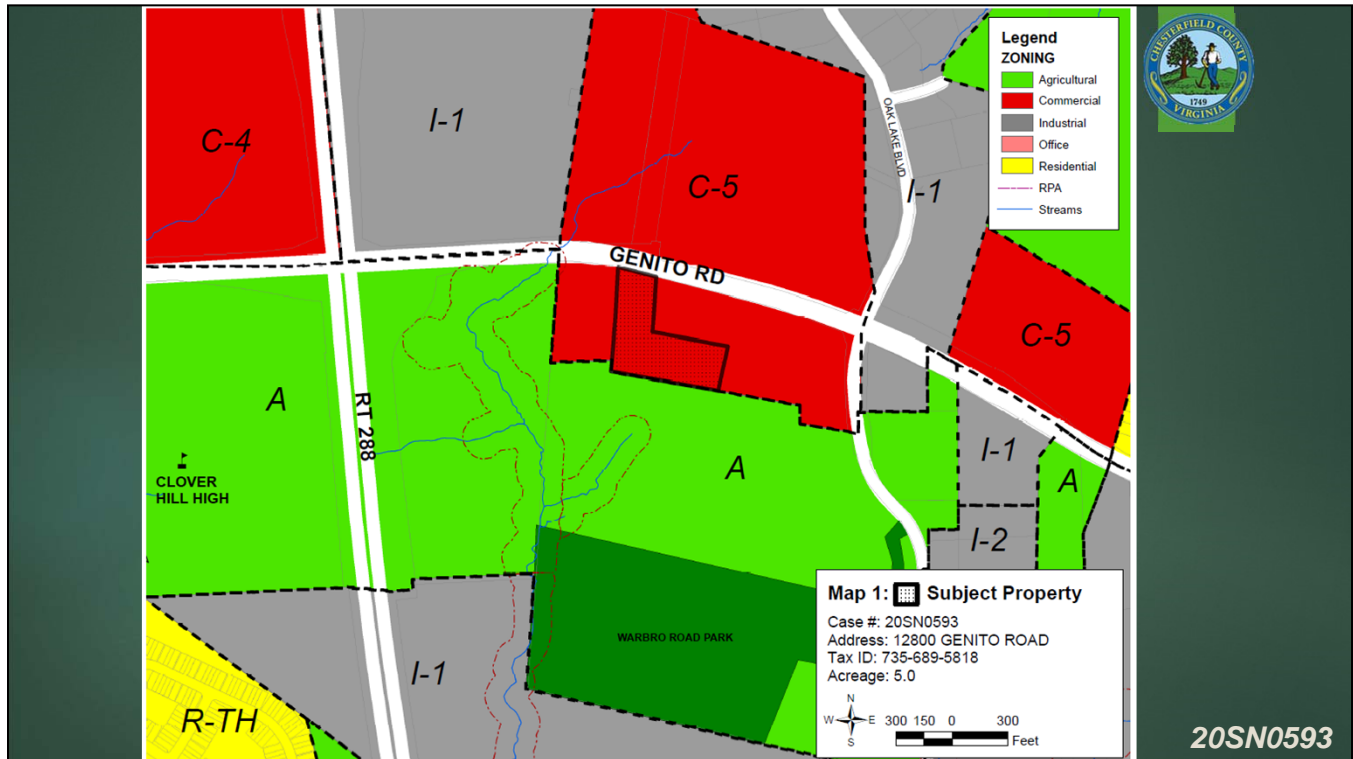 C-4
I-1
C-5
OAK LAKE BLVD
I-1
Legend
ZONING
Agricultural
Commercial
Industrial
Office
Residential
RPA
Streams
CHESTERFIELD COUNTY
1749
VIRGINIA
GENITO RD
C-5
A
RT 288
CLOVER
HILL HIGH
A
I-1
A
I-2
WARBRO ROAD PARK
I-1
R-TH
Map 1: Subject Property
Case #: 20SN0593
Address: 12800 GENITO ROAD
Tax ID: 735-689-5818
Acreage: 5.0
N
W E
S
300 150 0 300
Feet
20SN0593